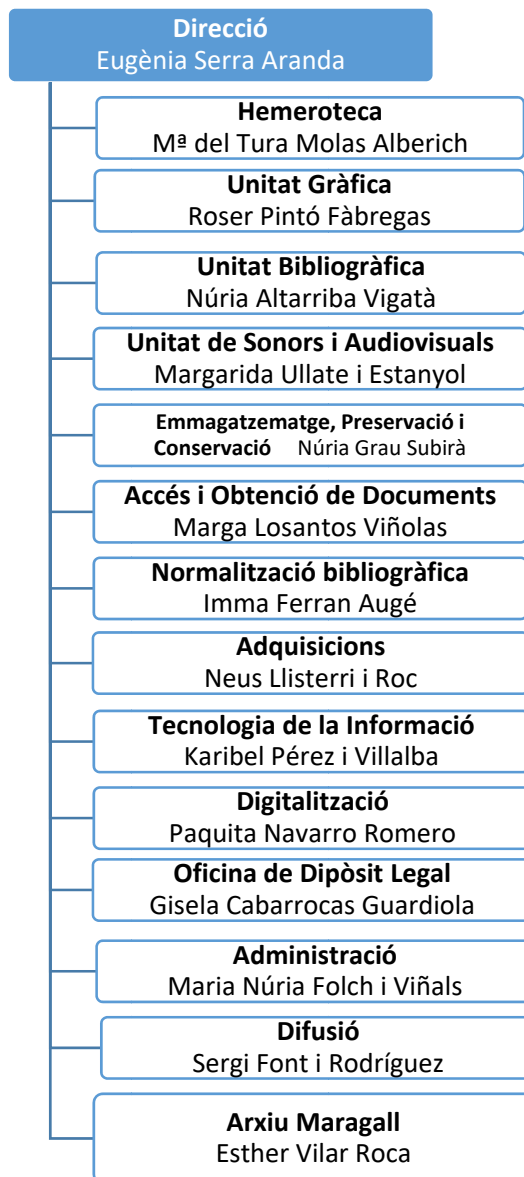 Direcció
Eugènia Serra Aranda
Hemeroteca
Mª del Tura Molas Alberich
Unitat Gràfica
Roser Pintó Fàbregas
Unitat Bibliogràfica
Núria Altarriba Vigatà
Unitat de Sonors i Audiovisuals
Margarida Ullate i Estanyol
Emmagatzematge, Preservació i
Conservació Núria Grau Subirà
Accés i Obtenció de Documents
Marga Losantos Viñolas
Normalització bibliogràfica
Imma Ferran Augé
Adquisicions
Neus Llisterri i Roc
Tecnologia de la Informació
Karibel Pérez i Villalba
Digitalització
Paquita Navarro Romero
Oficina de Dipòsit Legal
Gisela Cabarrocas Guardiola
Administració
Maria Núria Folch i Viñals
Difusió
Sergi Font i Rodríguez
Arxiu Maragall
Esther Vilar Roca